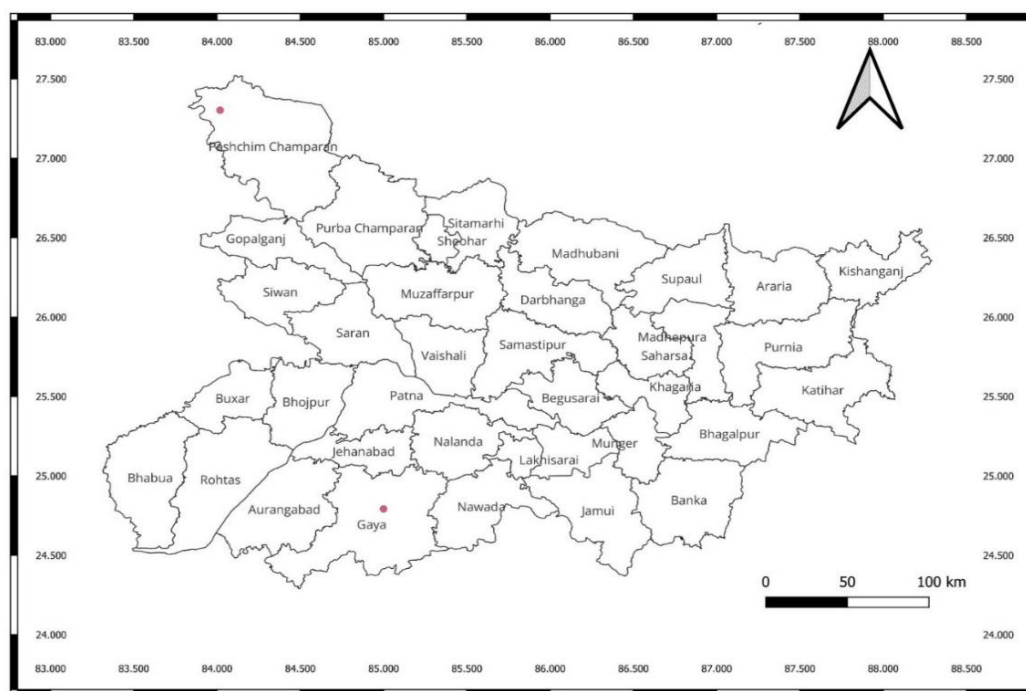 83.000 83.500 84.000 84.500 85.000 85.500 86.000 86.500 87.000 87.500 88.000 88.500
27.500 27.500
Pashchim Champaran
27.000 27.000
Sitamarhi
Purba Champaran
Gopalganj
Sheohar
26.500 26.500
Madhubani
Kishanganj
Supaul
Araria
Siwan
Muzaffarpur
Darbhanga
26.000 26.000
Saran
Madhepura
Samastipur
Purnia
Vaishali
Saharsa
Khagaria
Katihar
25.500 25.500
Buxar
Bhojpur
Patna
Begusarai
Bhagalpur
Nalanda
Munger
Jehanabad
Lakhisarai
25.000 25.000
Bhabua
Rohtas
Banka
Aurangabad
Nawada
Jamui
Gaya
24.500 24.500
0 50 100 km
24.000 24.000
83.000 83.500 84.000 84.500 85.000 85.500 86.000 86.500 87.000 87.500 88.000 88.500